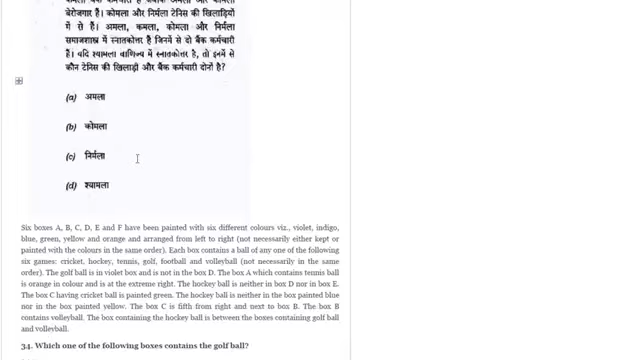 कमला बैंक कर्मचारी है जबकि अमला और कोमला
बेरोजगार हैं। कोमला और निर्मला टेनिस की खिलाड़ियों
में से हैं। अमला, कमला, कोमला और निर्मला
समाजशास्त्र में स्नातकोत्तर हैं जिनमें से दो बैंक कर्मचारी
हैं। यदि श्यामला वाणिज्य में स्नातकोत्तर है, तो इनमें से
कौन टेनिस की खिलाड़ी और बैंक कर्मचारी दोनों है?
(a) अमला
(b) कोमला
(c) निर्मला
(d) श्यामला
Six boxes A, B, C, D, E and F have been painted with six different colours viz., violet, indigo,
blue, green, yellow and orange and arranged from left to right (not necessarily either kept or
painted with the colours in the same order). Each box contains a ball of any one of the following
six games: cricket, hockey, tennis, golf, football and volleyball (not necessarily in the same
order). The golf ball is in violet box and is not in the box D. The box A which contains tennis ball
is orange in colour and is at the extreme right. The hockey ball is neither in box D nor in box E.
The box C having cricket ball is painted green. The hockey ball is neither in the box painted blue
nor in the box painted yellow. The box C is fifth from right and next to box B. The box B
contains volleyball. The box containing the hockey ball is between the boxes containing golf ball
and volleyball.
34. Which one of the following boxes contains the golf ball?